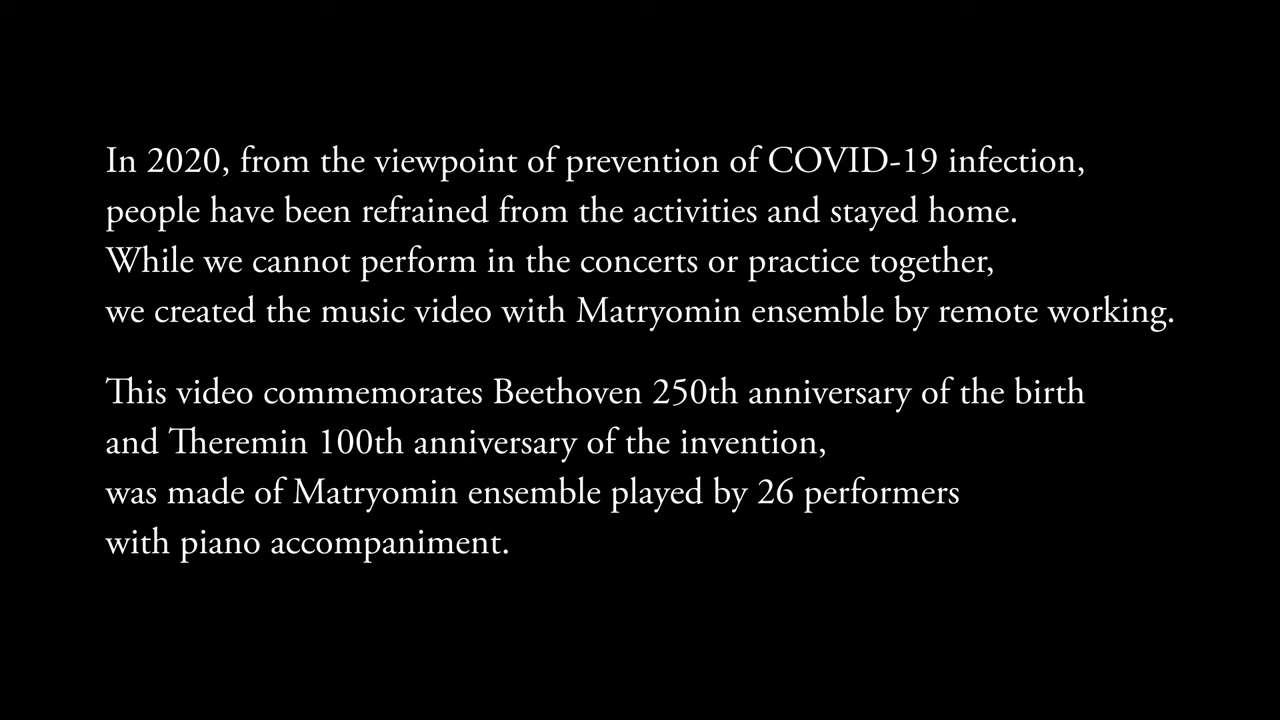 In 2020, from the viewpoint of prevention of COVID-19 infection,
people have been refrained from the activities and stayed home.
While we cannot perform in the concerts or practice together,
we created the music video with Matryomin ensemble by remote working.
This video commemorates Beethoven 250th anniversary of the birth
and Theremin 100th anniversary of the invention,
was made of Matryomin ensemble played by 26 performers
with piano accompaniment.